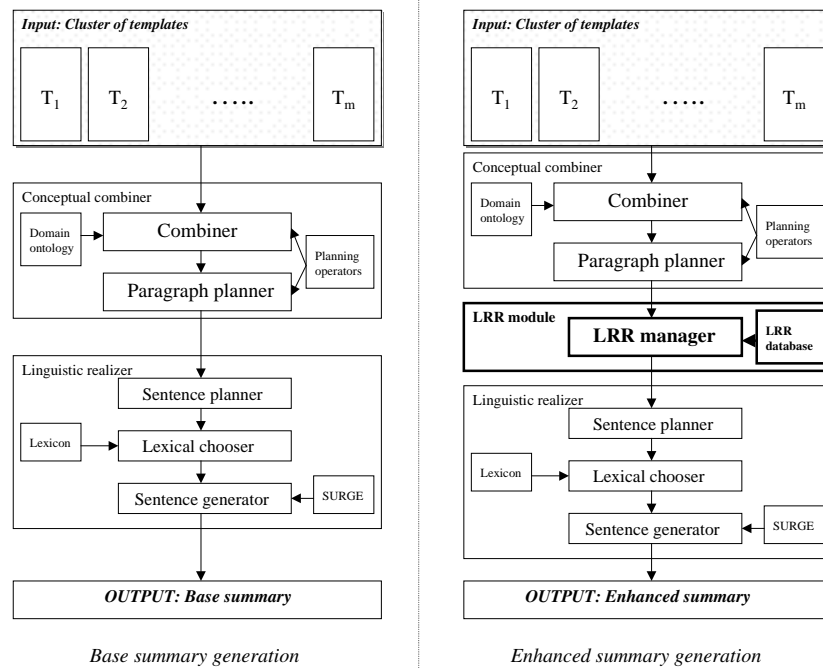 Input: Cluster of templates
T1 T2 ..... Tm
Conceptual combiner
Domain
ontology
Combiner
Planning
operators
Paragraph planner
Linguistic realizer
Sentence planner
Lexicon
Lexical chooser
Sentence generator
SURGE
OUTPUT: Base summary
Base summary generation
Input: Cluster of templates
T1 T2 ..... Tm
Conceptual combiner
Domain
ontology
Combiner
Planning
operators
Paragraph planner
LRR module
LRR manager
LRR
database
Linguistic realizer
Sentence planner
Lexicon
Lexical chooser
Sentence generator
SURGE
OUTPUT: Enhanced summary
Enhanced summary generation